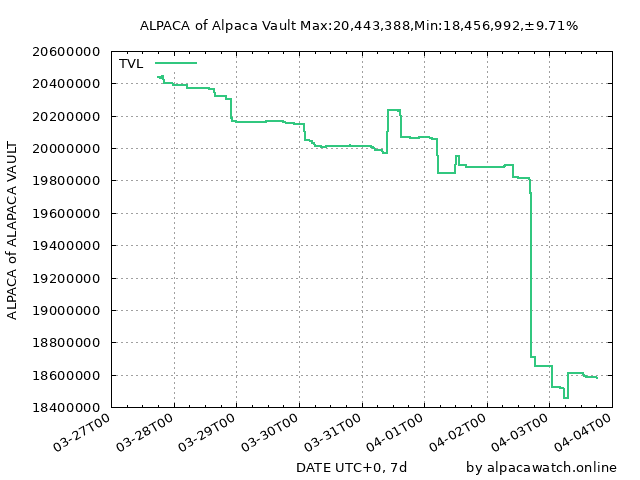 ALPACA of Alpaca Vault Max:20,443,388,Min:18,456,992,±9.71%
TVL
ALPACA of ALAPACA VAULT
20600000
20400000
20200000
20000000
19800000
19600000
19400000
19200000
19000000
18800000
18600000
18400000
03-27T00
03-28T00
03-29T00
03-30T00
03-31T00
04-01T00
04-02T00
04-03T00
04-04T00
DATE UTC+0, 7d
by alpacawatch.online